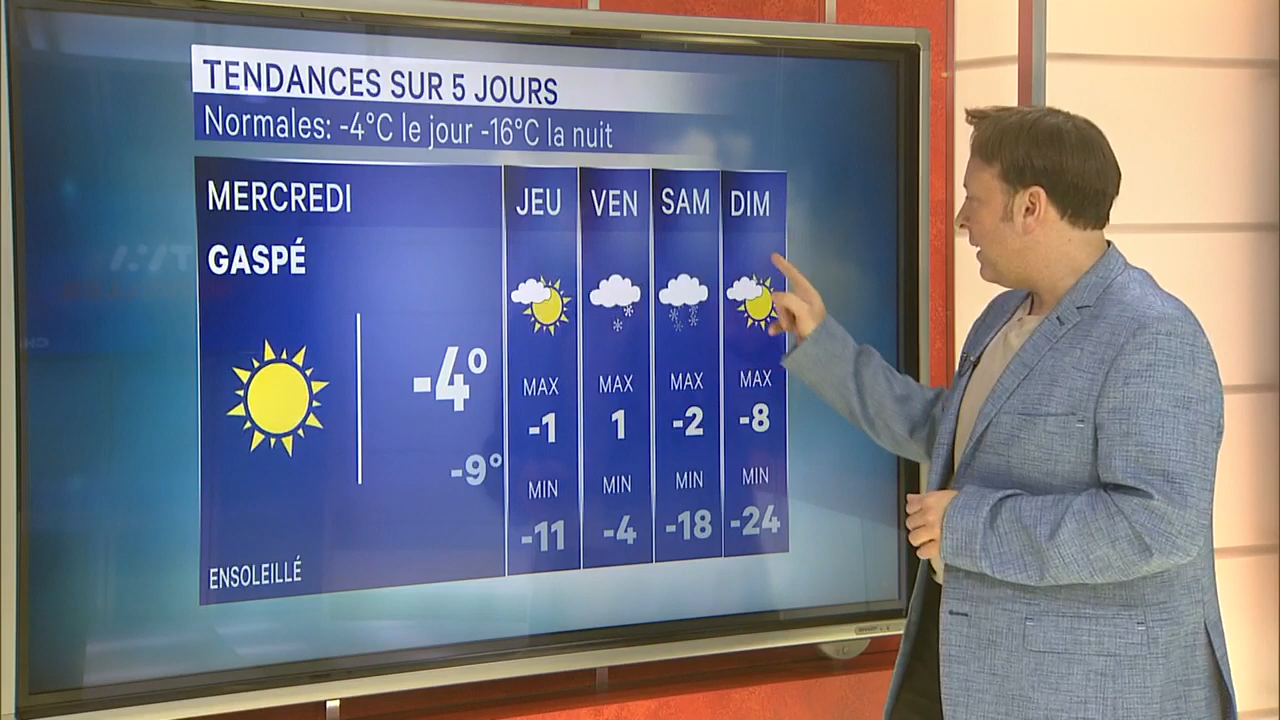 TENDANCES SUR 5 JOURS
Normales: -4°C le jour -16°C la nuit
MERCREDI
GASPÉ
-4°
-9°
ENSOLEILLÉ
JEU
MAX
-1
MIN
-11
VEN
MAX
1
MIN
-4
SAM
MAX
-2
MIN
-18
DIM
MAX
-8
MIN
-24
SHARP